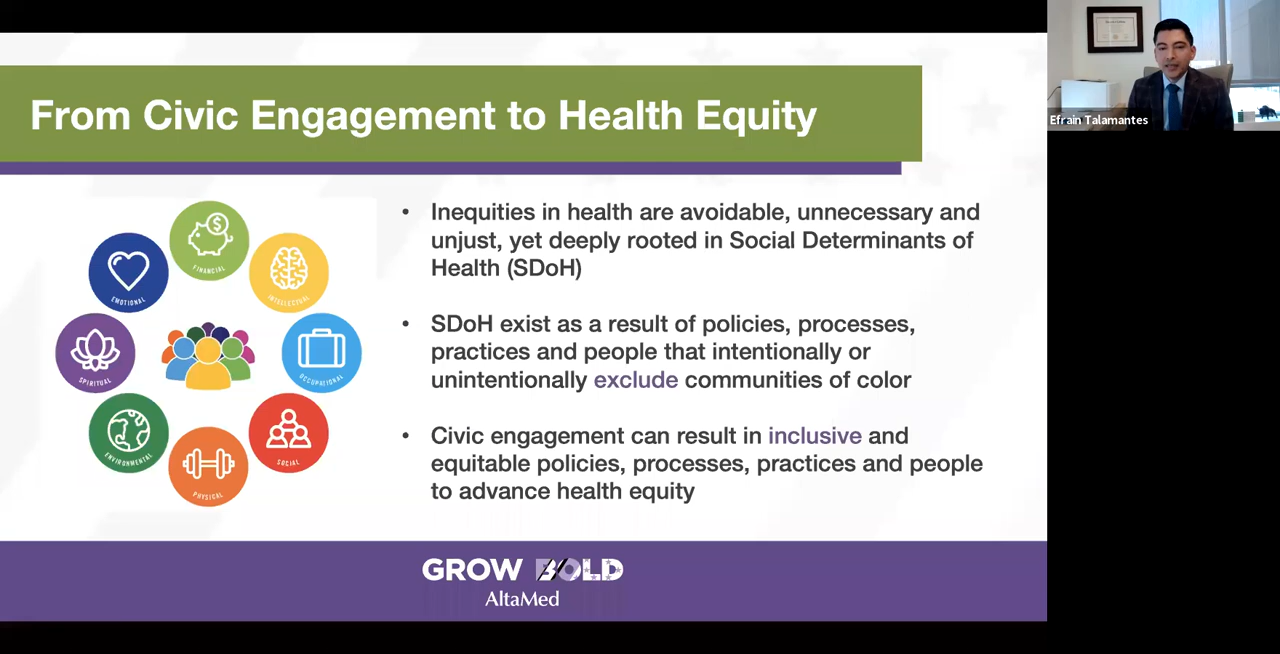 From Civic Engagement to Health Equity
Efrain Talamantes
FINANCIAL
EMOTIONAL
INTELLECTUAL
SPIRITUAL
OCCUPATIONAL
ENVIRONMENTAL
SOCIAL
PHYSICAL
• Inequities in health are avoidable, unnecessary and
unjust, yet deeply rooted in Social Determinants of
Health (SDoH)
• SDoH exist as a result of policies, processes,
practices and people that intentionally or
unintentionally exclude communities of color
• Civic engagement can result in inclusive and
equitable policies, processes, practices and people
to advance health equity
GROW BOLD
AltaMed